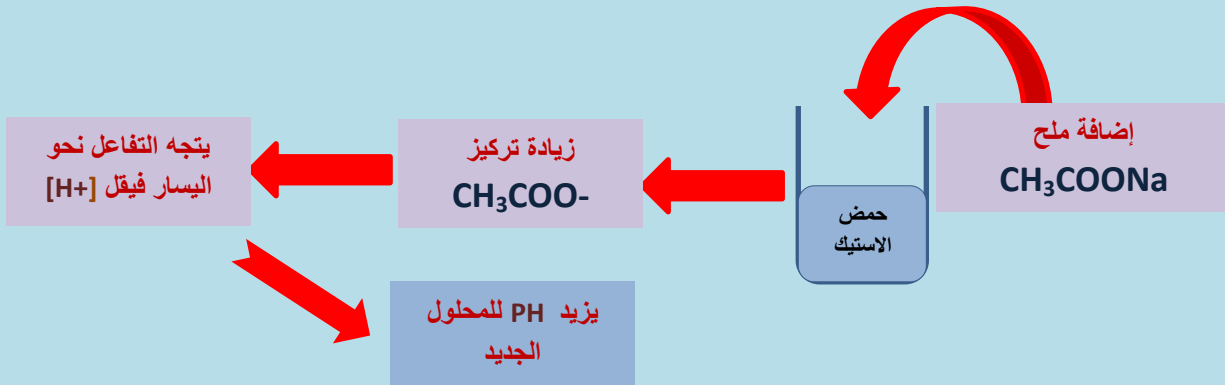 إضافة ملح
CH₃COONa
حمض
الاستيك
زيادة تركيز
CH₃COO-
يتجه التفاعل نحو
اليسار فيقل [H+]
يزيد PH للمحلول
الجديد